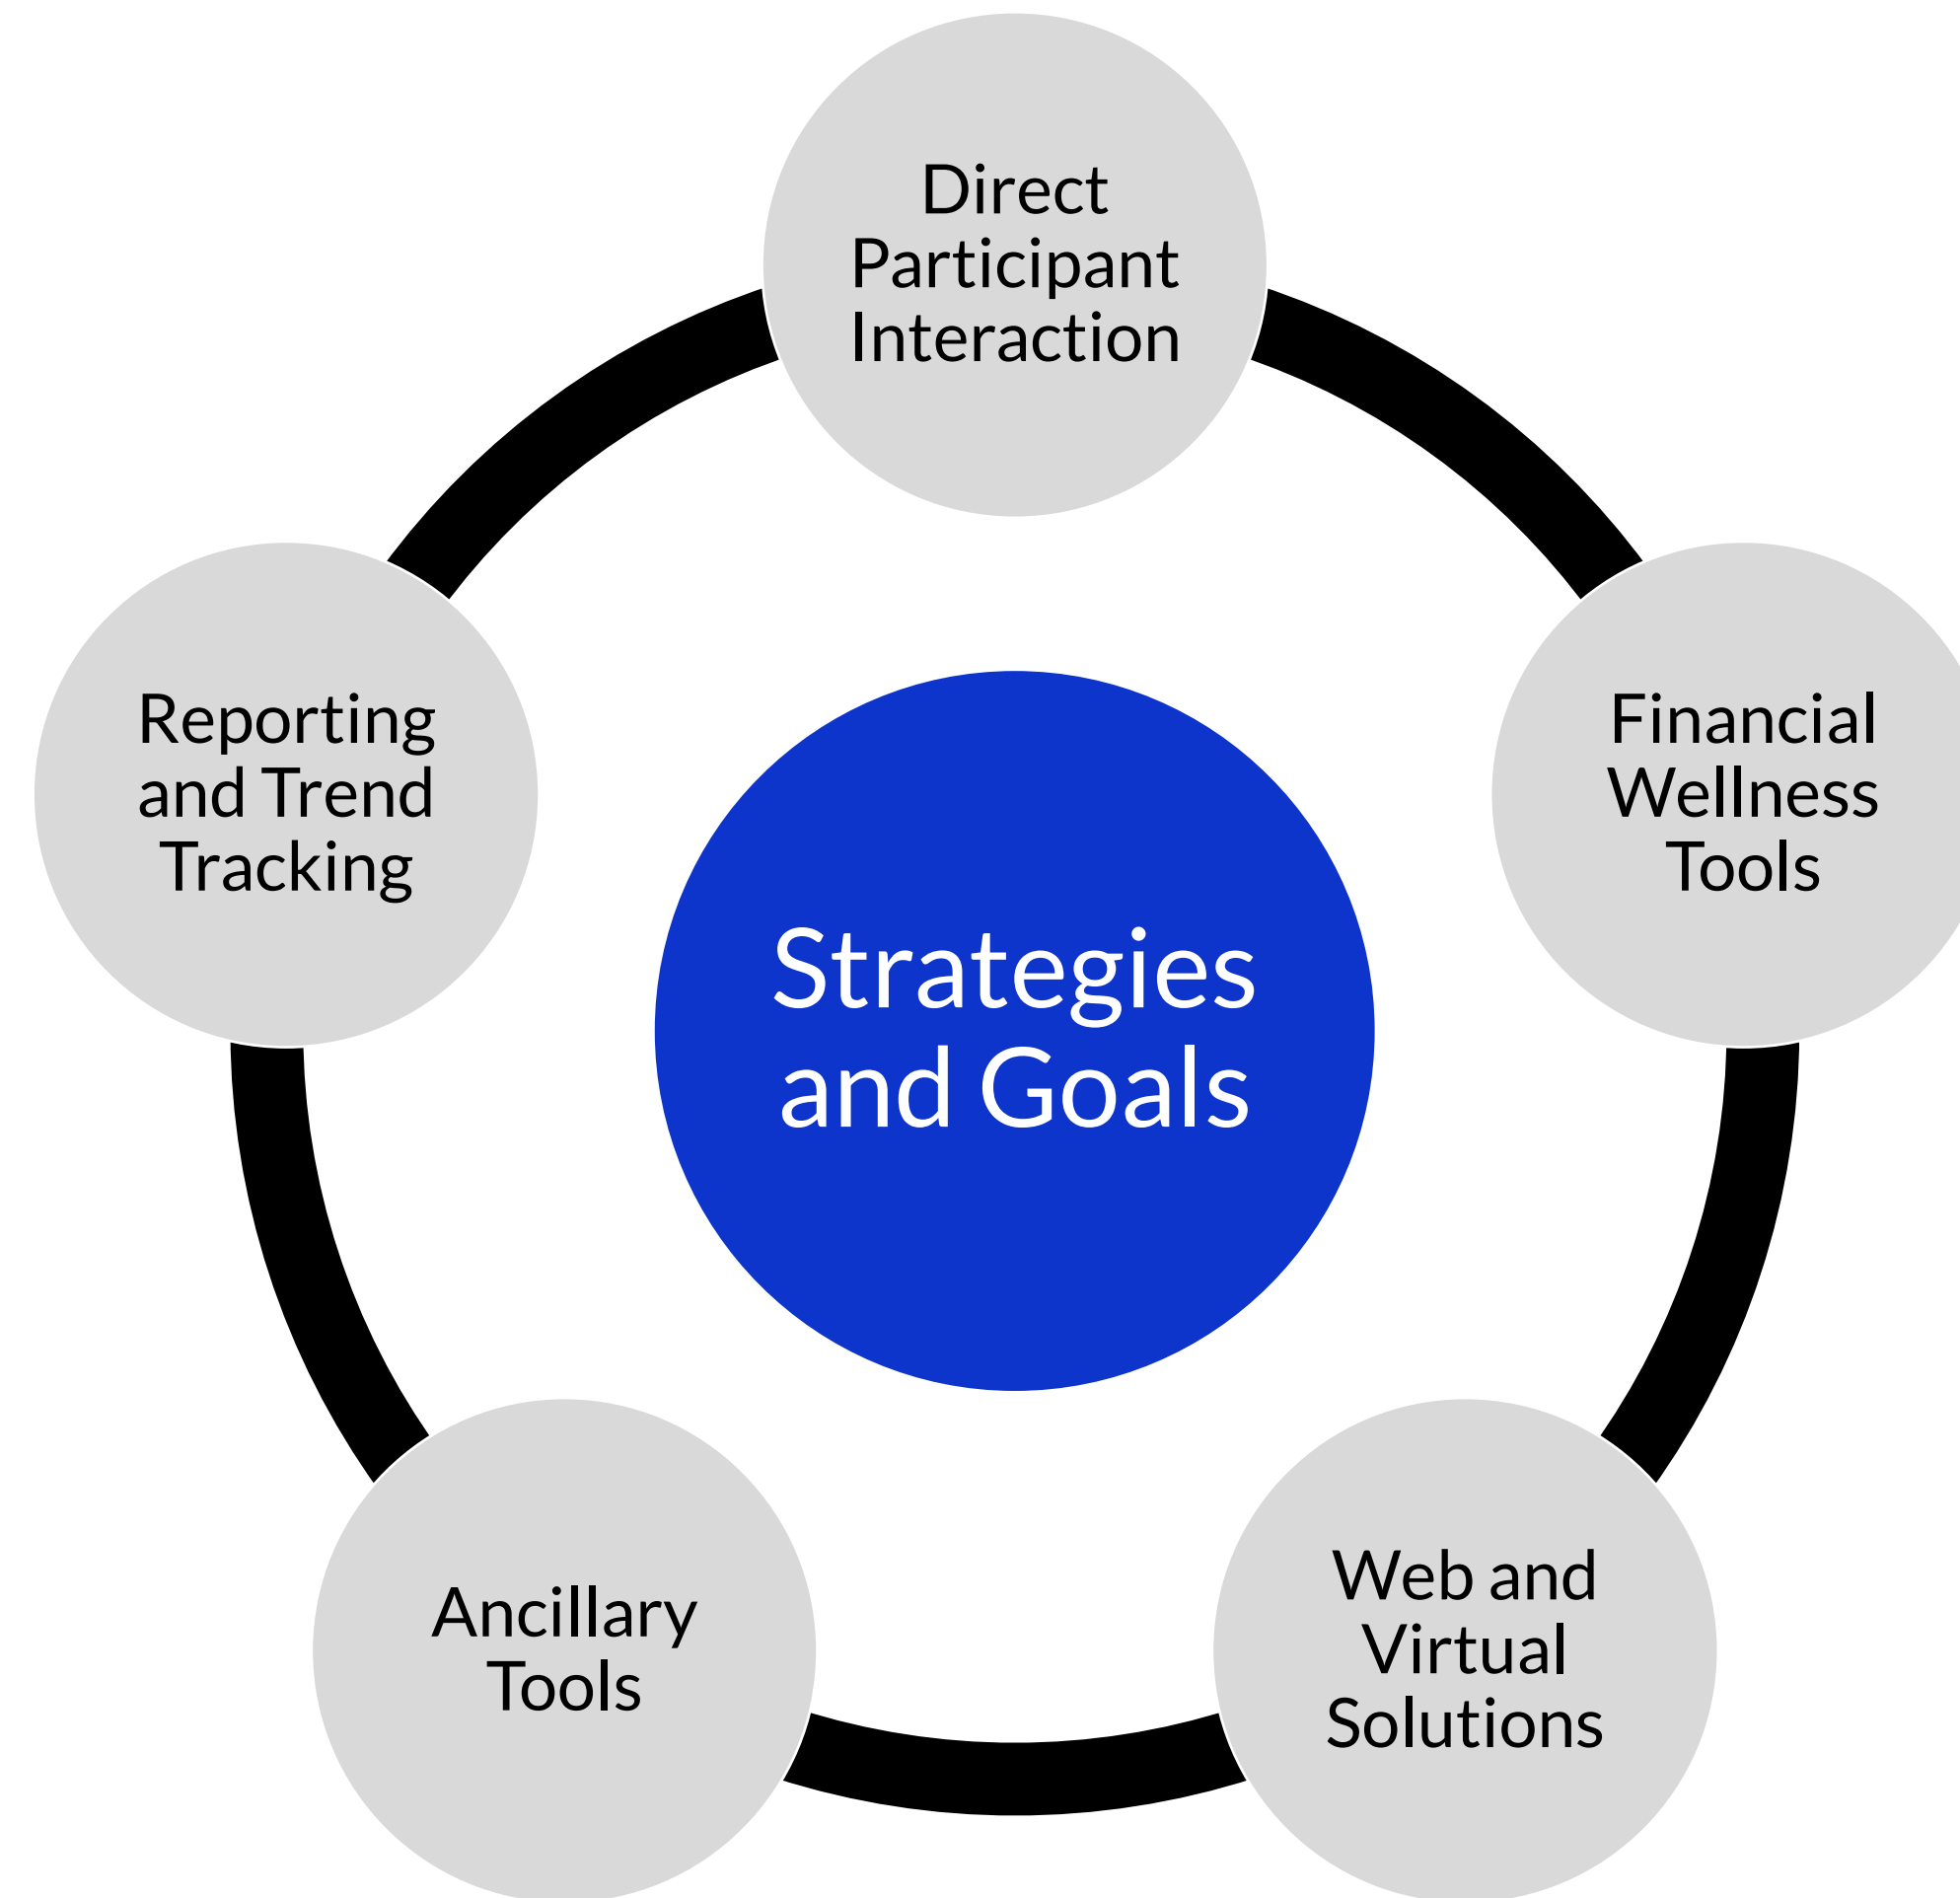 Direct
Participant
Interaction
Reporting
and Trend
Tracking
Financial
Wellness
Tools
Strategies
and Goals
Ancillary
Tools
Web and
Virtual
Solutions